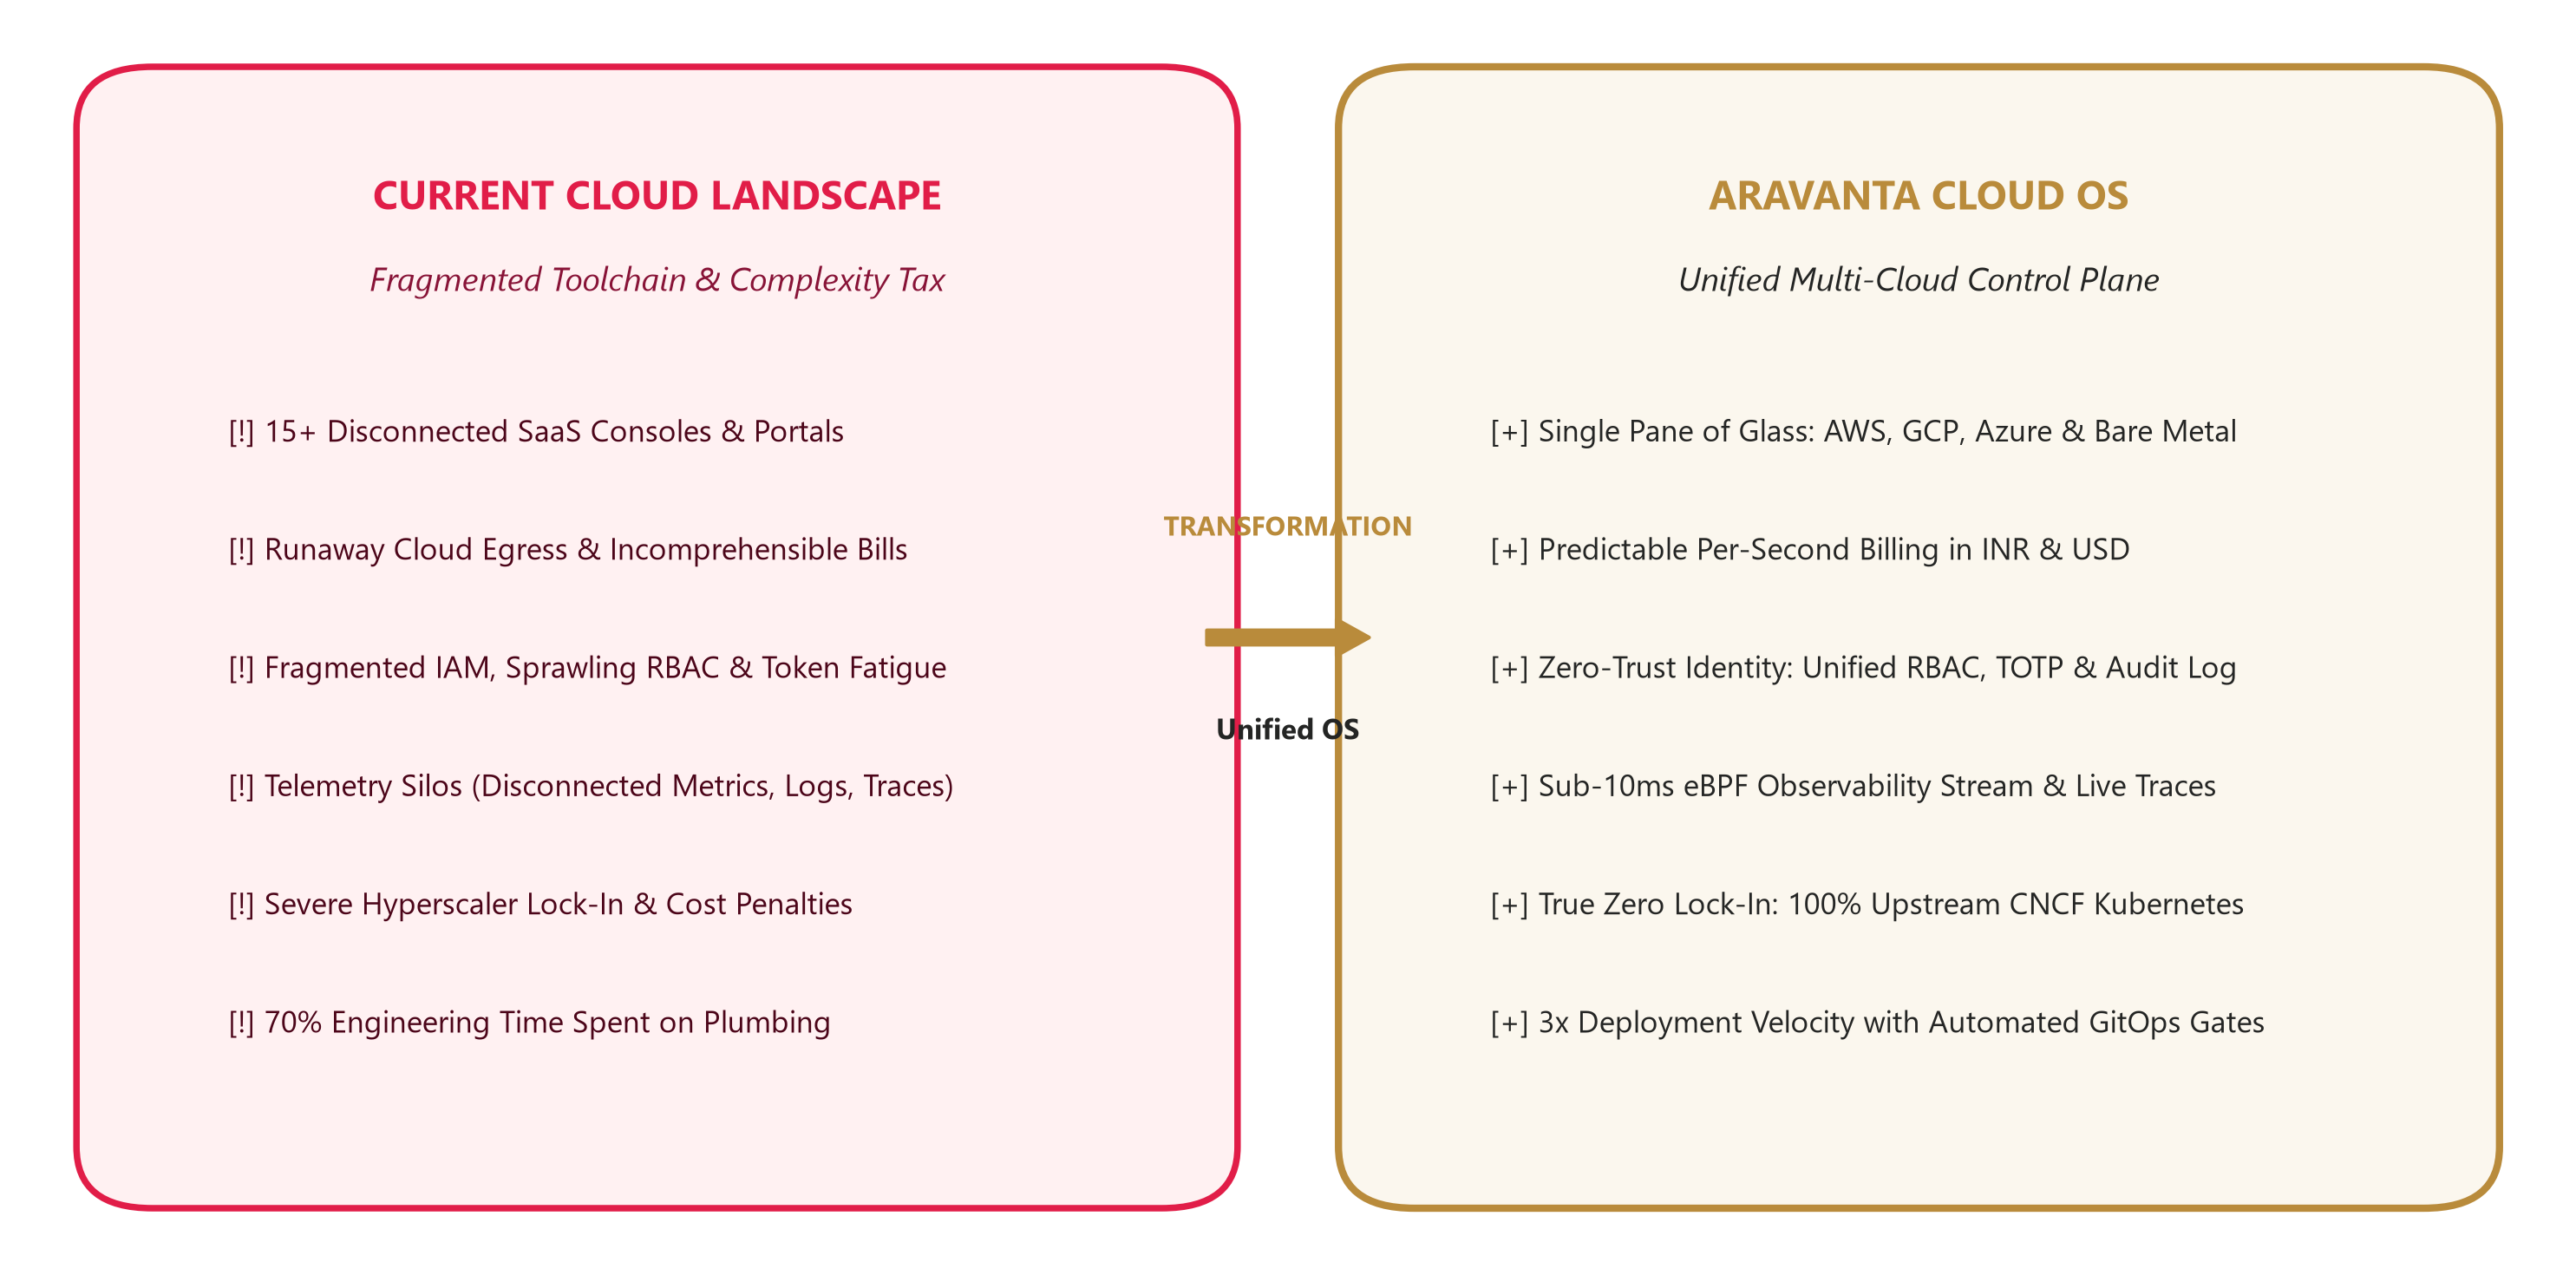 CURRENT CLOUD LANDSCAPE
Fragmented Toolchain & Complexity Tax
[!] 15+ Disconnected SaaS Consoles & Portals
[!] Runaway Cloud Egress & Incomprehensible Bills
[!] Fragmented IAM, Sprawling RBAC & Token Fatigue
[!] Telemetry Silos (Disconnected Metrics, Logs, Traces)
[!] Severe Hyperscaler Lock-In & Cost Penalties
[!] 70% Engineering Time Spent on Plumbing
TRANSFORMATION
Unified OS
ARAVANTA CLOUD OS
Unified Multi-Cloud Control Plane
[+] Single Pane of Glass: AWS, GCP, Azure & Bare Metal
[+] Predictable Per-Second Billing in INR & USD
[+] Zero-Trust Identity: Unified RBAC, TOTP & Audit Log
[+] Sub-10ms eBPF Observability Stream & Live Traces
[+] True Zero Lock-In: 100% Upstream CNCF Kubernetes
[+] 3x Deployment Velocity with Automated GitOps Gates